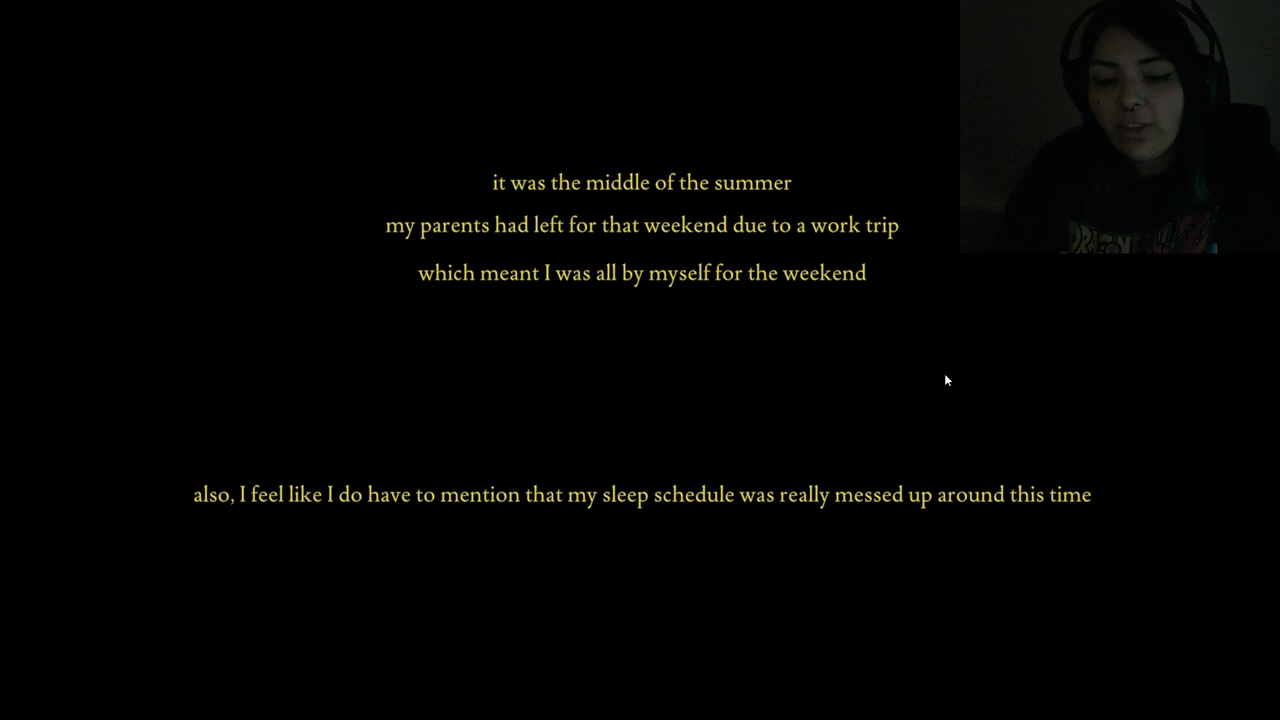 it was the middle of the summer
my parents had left for that weekend due to a work trip
which meant I was all by myself for the weekend
also, I feel like I do have to mention that my sleep schedule was really messed up around this time